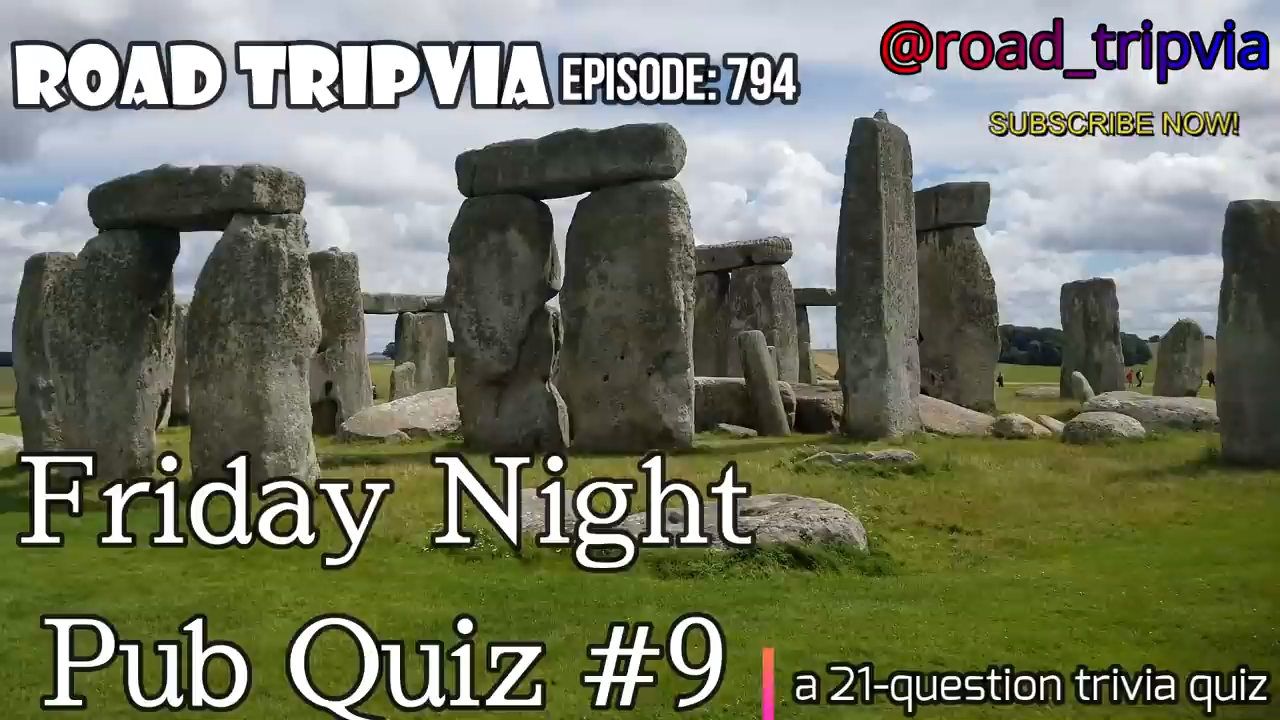 ROAD TRIPVIA EPISODE: 794
@road_tripvia
SUBSCRIBE NOW!
Friday Night
Pub Quiz #9
a 21-question trivia quiz